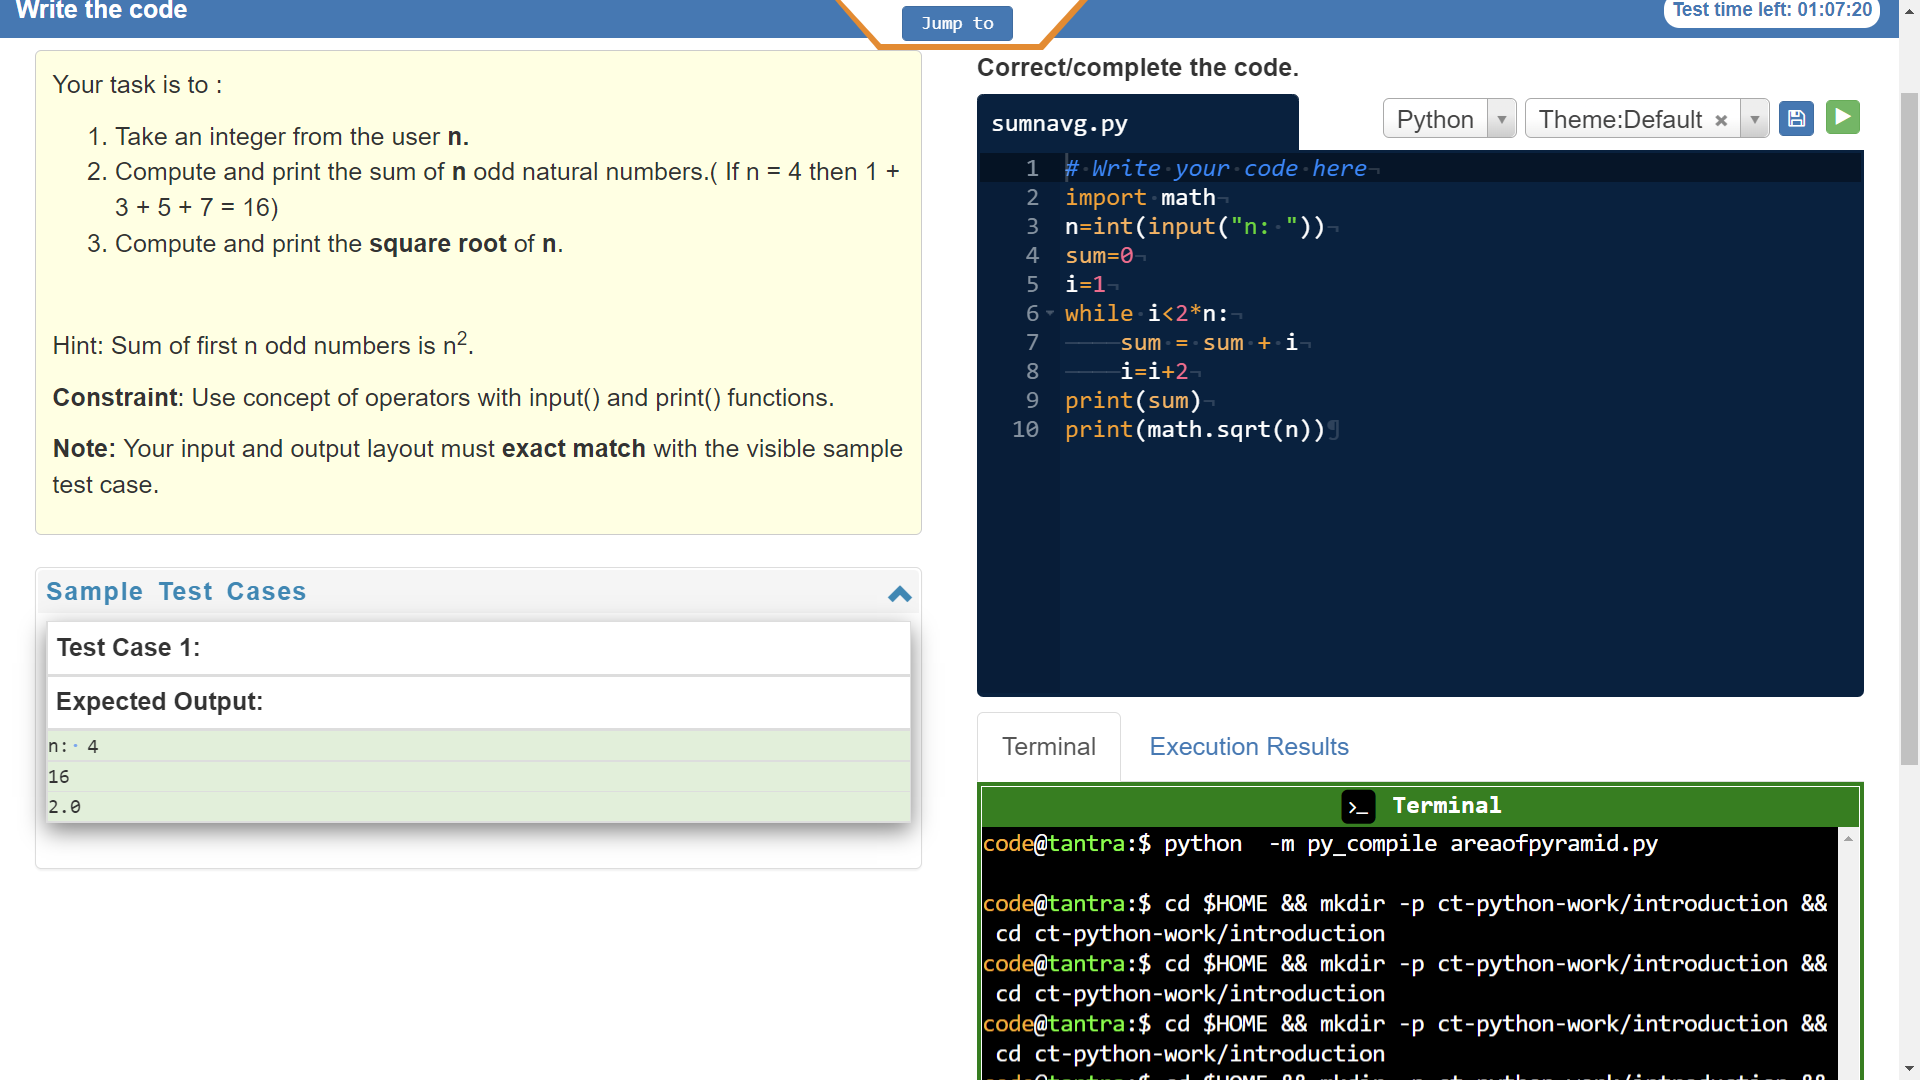 Write the code
Jump to
Test time left: 01:07:20
Your task is to :
1. Take an integer from the user n.
2. Compute and print the sum of n odd natural numbers.( If n = 4 then 1 +
3 + 5 + 7 = 16)
3. Compute and print the square root of n.
Hint: Sum of first n odd numbers is n².
Constraint: Use concept of operators with input() and print() functions.
Note: Your input and output layout must exact match with the visible sample
test case.
Sample Test Cases
Test Case 1:
Expected Output:
n: 4
16
2.0
Correct/complete the code.
sumnavg.py
Python
Theme:Default ×
1 # Write your code here
2 import math
3 n=int(input("n: "))
4 sum=0
5 i=1
6 while i<2*n:
7 sum = sum + i
8 i=i+2
9 print(sum)
10 print(math.sqrt(n))
Terminal
Execution Results
>_ Terminal
code@tantra:$ python  -m py_compile areaofpyramid.py
code@tantra:$ cd $HOME && mkdir -p ct-python-work/introduction &&
cd ct-python-work/introduction
code@tantra:$ cd $HOME && mkdir -p ct-python-work/introduction &&
cd ct-python-work/introduction
code@tantra:$ cd $HOME && mkdir -p ct-python-work/introduction &&
cd ct-python-work/introduction